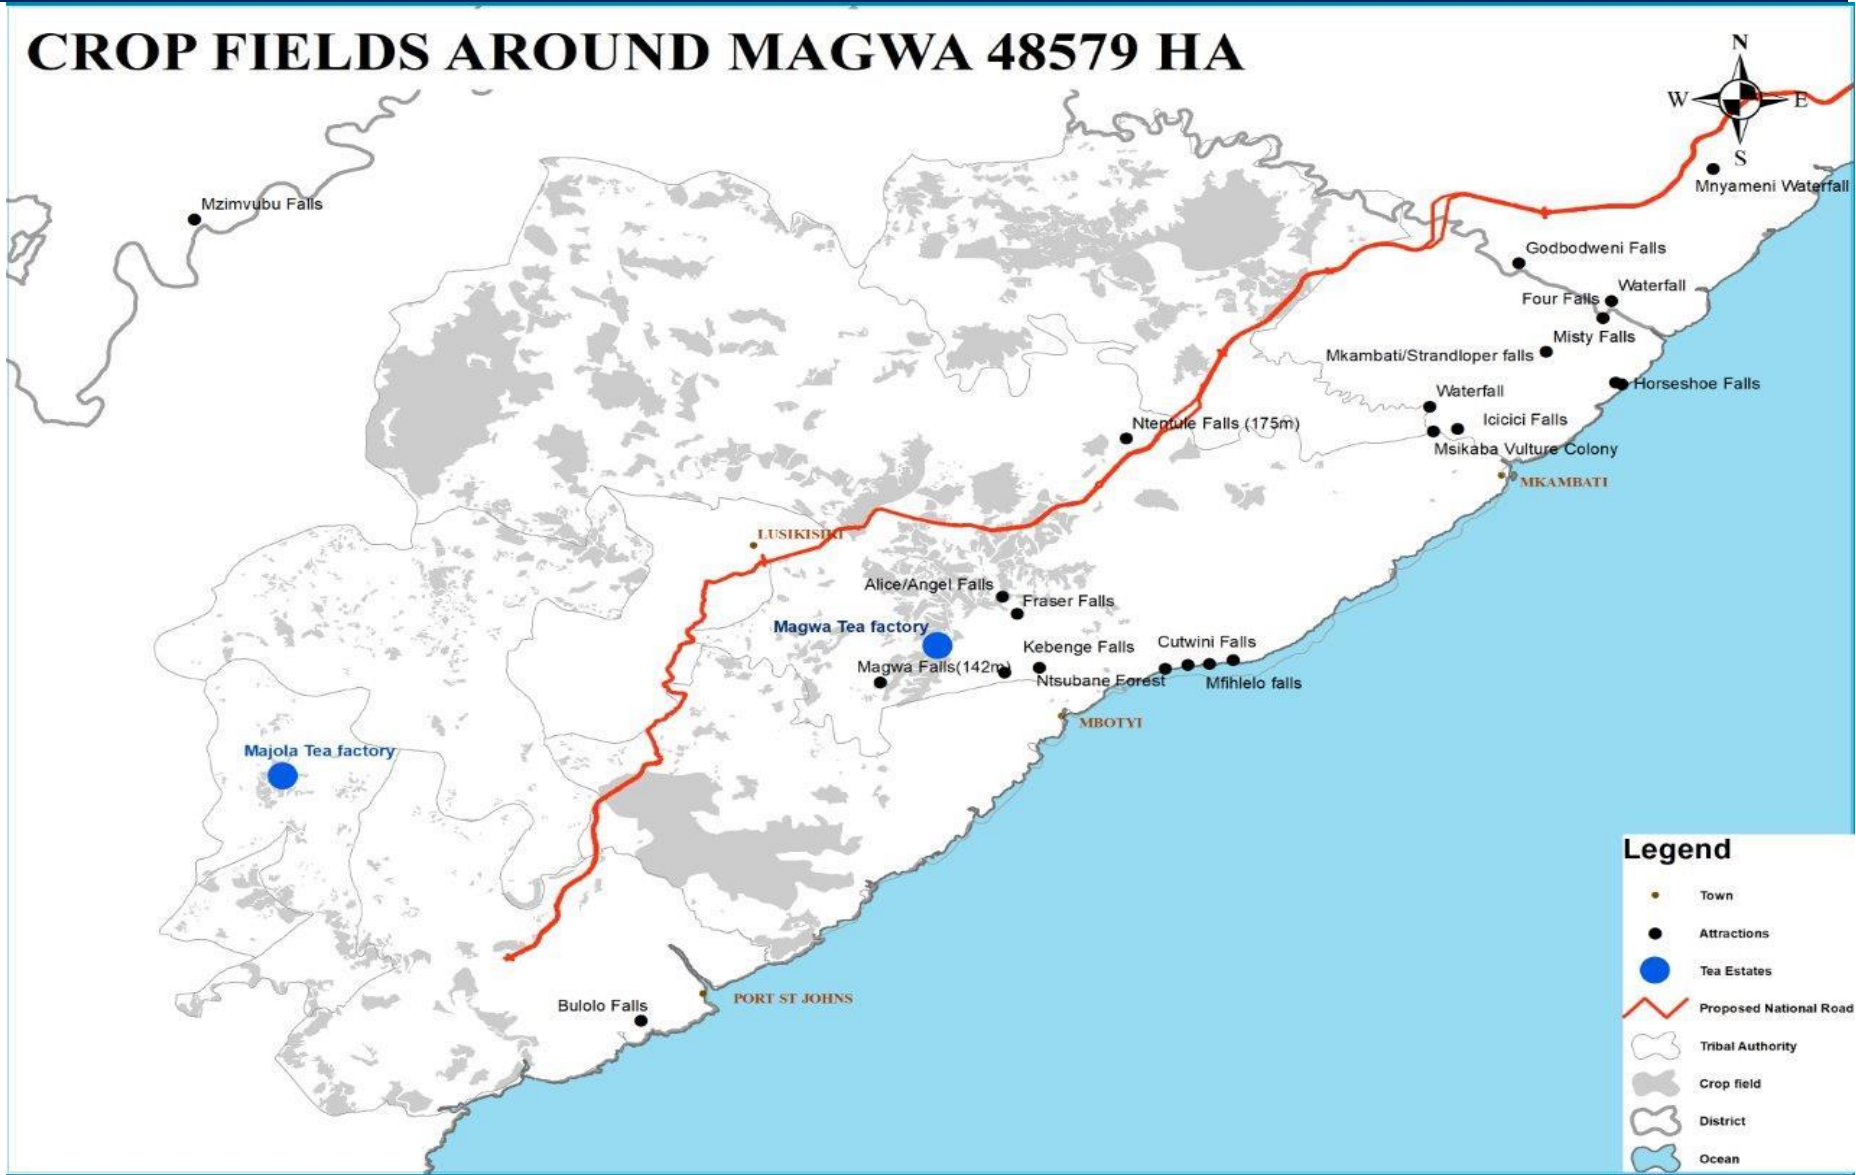 CROP FIELDS AROUND MAGWA 48579 HA
N
W E
S
Mzimvubu Falls
Mnyameni Waterfall
Godbodweni Falls
Waterfall
Four Falls
Misty Falls
Mkambati/Strandloper falls
Horseshoe Falls
Waterfall
Icicici Falls
Ntentule Falls (175m)
Msikaba Vulture Colony
MKAMBATI
LUSIKISIKI
Alice/Angel Falls
Fraser Falls
Magwa Tea factory
Kebenge Falls
Cutwini Falls
Magwa Falls(142m)
Ntsubane Forest
Mfihlelo falls
MBOTYI
Majola Tea factory
PORT ST JOHNS
Bulolo Falls
Legend
Town
Attractions
Tea Estates
Proposed National Road
Tribal Authority
Crop field
District
Ocean